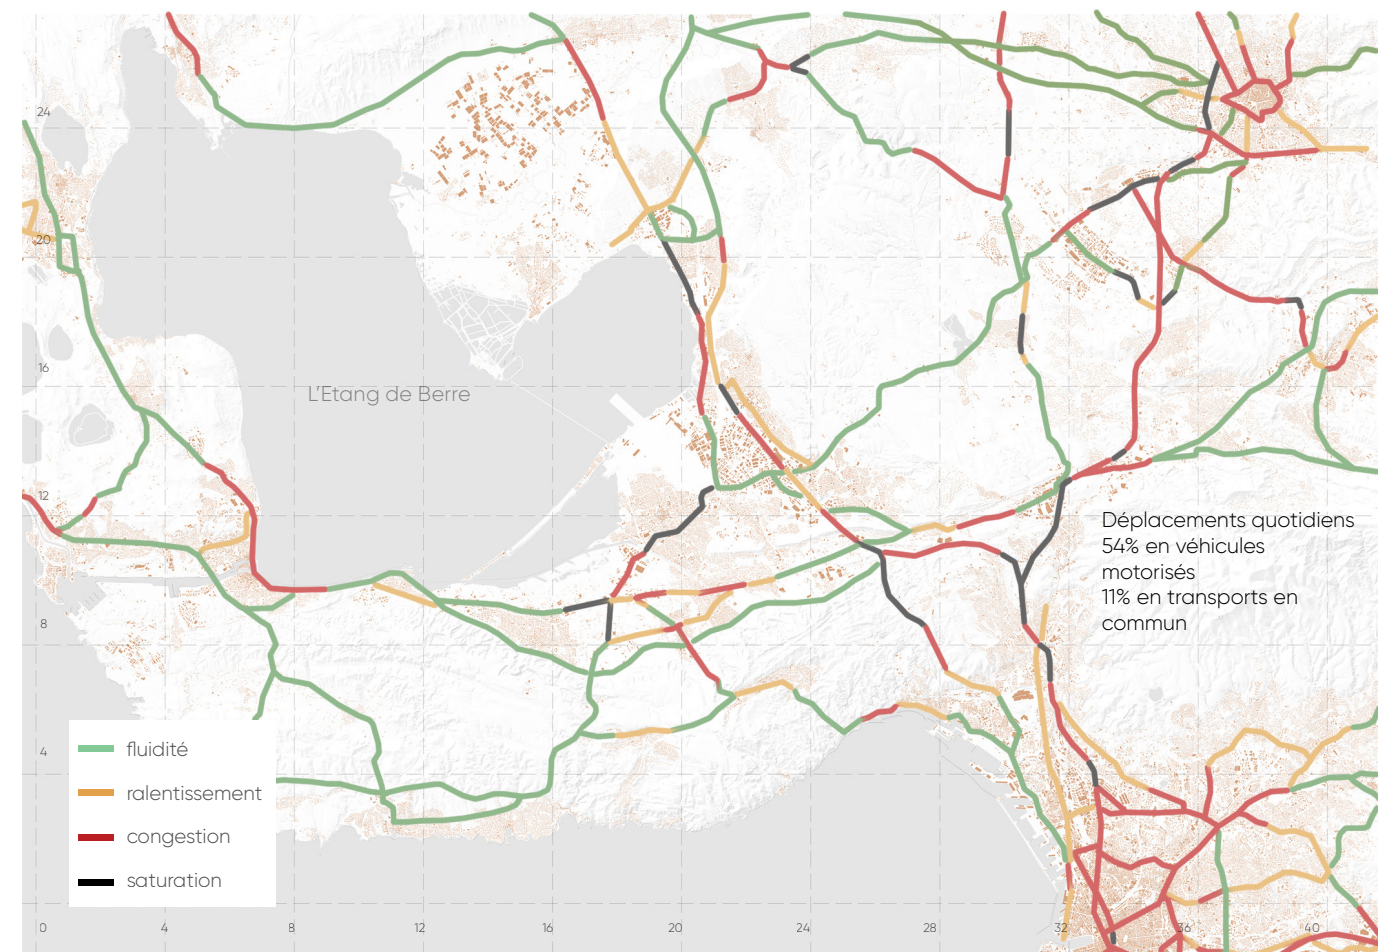 24
20
16
L'Etang de Berre
12
Déplacements quotidiens
54% en véhicules
motorisés
11% en transports en
commun
8
4
fluidité
ralentissement
congestion
saturation
0 4 8 12 16 20 24 28 32 36 40